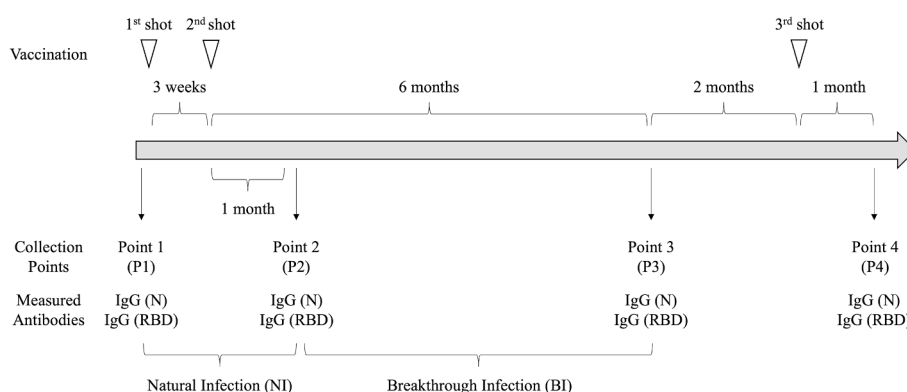 1st shot 2nd shot 3rd shot
Vaccination
3 weeks 6 months 2 months 1 month
1 month
Collection Points Point 1 (P1) Point 2 (P2) Point 3 (P3) Point 4 (P4)
Measured Antibodies IgG (N) IgG (RBD) IgG (N) IgG (RBD) IgG (N) IgG (RBD) IgG (N) IgG (RBD)
Natural Infection (NI) Breakthrough Infection (BI)